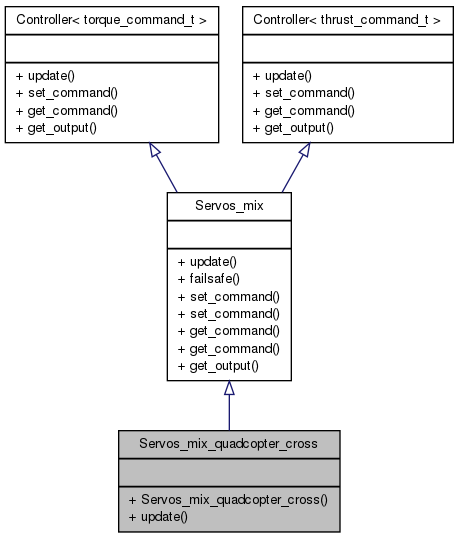 Controller< torque_command_t >
+ update()
+ set_command()
+ get_command()
+ get_output()
Controller< thrust_command_t >
+ update()
+ set_command()
+ get_command()
+ get_output()
Servos_mix
+ update()
+ failsafe()
+ set_command()
+ set_command()
+ get_command()
+ get_command()
+ get_output()
Servos_mix_quadcopter_cross
+ Servos_mix_quadcopter_cross()
+ update()